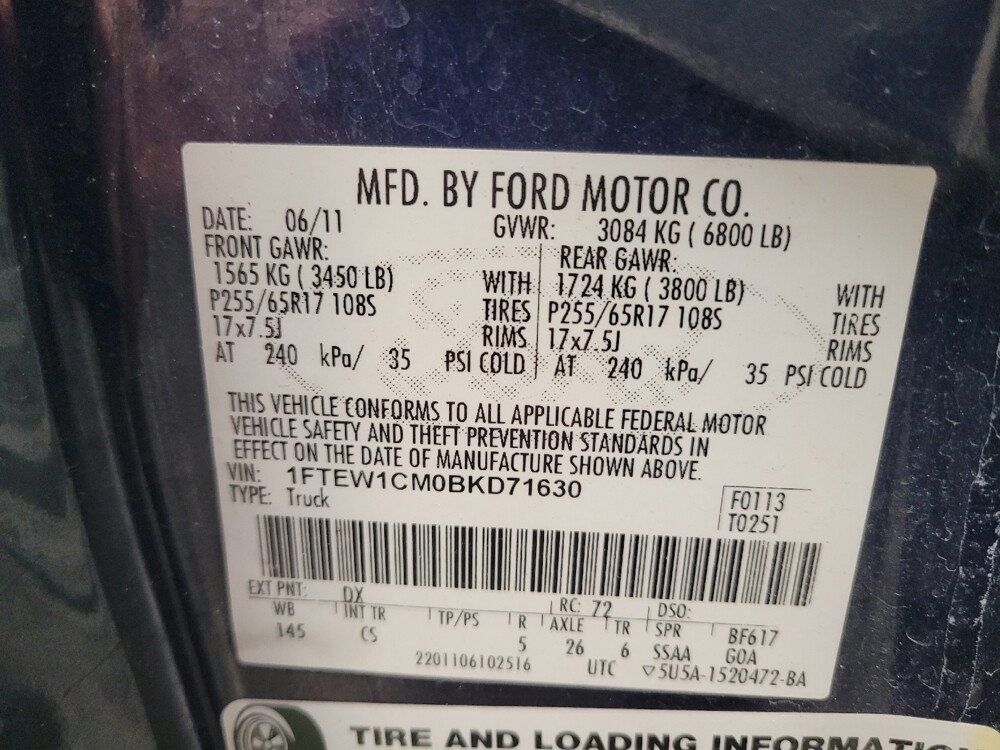 MFD. BY FORD MOTOR CO.
DATE: 06/11 GVWR: 3084 KG ( 6800 LB)
FRONT GAWR: REAR GAWR:
1565 KG ( 3450 LB) WITH 1724 KG ( 3800 LB) WITH
P255/65R17 108S TIRES P255/65R17 108S TIRES
17x7.5J RIMS 17x7.5J RIMS
AT 240 kPa/ 35 PSI COLD AT 240 kPa/ 35 PSI COLD
THIS VEHICLE CONFORMS TO ALL APPLICABLE FEDERAL MOTOR
VEHICLE SAFETY AND THEFT PREVENTION STANDARDS IN
EFFECT ON THE DATE OF MANUFACTURE SHOWN ABOVE.
VIN: 1FTEW1CM0BKD71630
TYPE: Truck
F0113
T0251
EXT PNT: DX RC: 72 DSO:
WB INT TR TP/PS R AXLE TR SPR BF617
145 CS 5 26 6 SSAA GOA
2201106102516 UTC ▽5U5A-1520472-BA
TIRE AND LOADING INFORMATI